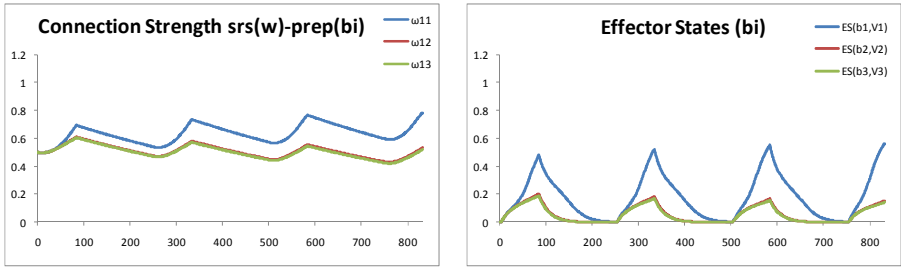 Connection Strength srs(w)-prep(bi)
ω11
ω12
ω13
1.2
1
0.8
0.6
0.4
0.2
0
0 100 200 300 400 500 600 700 800
Effector States (bi)
ES(b1,V1)
ES(b2,V2)
ES(b3,V3)
1.2
1
0.8
0.6
0.4
0.2
0
0 100 200 300 400 500 600 700 800